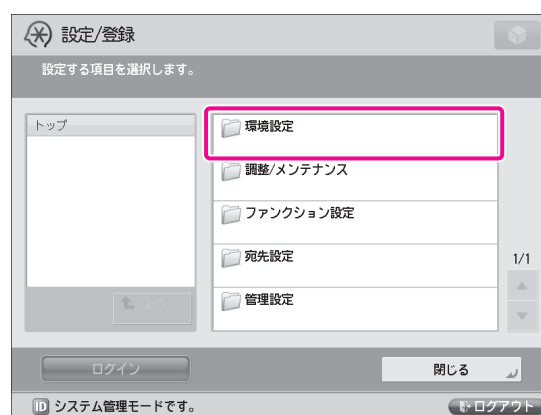 設定/登録
設定する項目を選択します。
トップ
環境設定
調整/メンテナンス
ファンクション設定
宛先設定
1/1
管理設定
上へ
ログイン
閉じる
ID システム管理モードです。
ログアウト